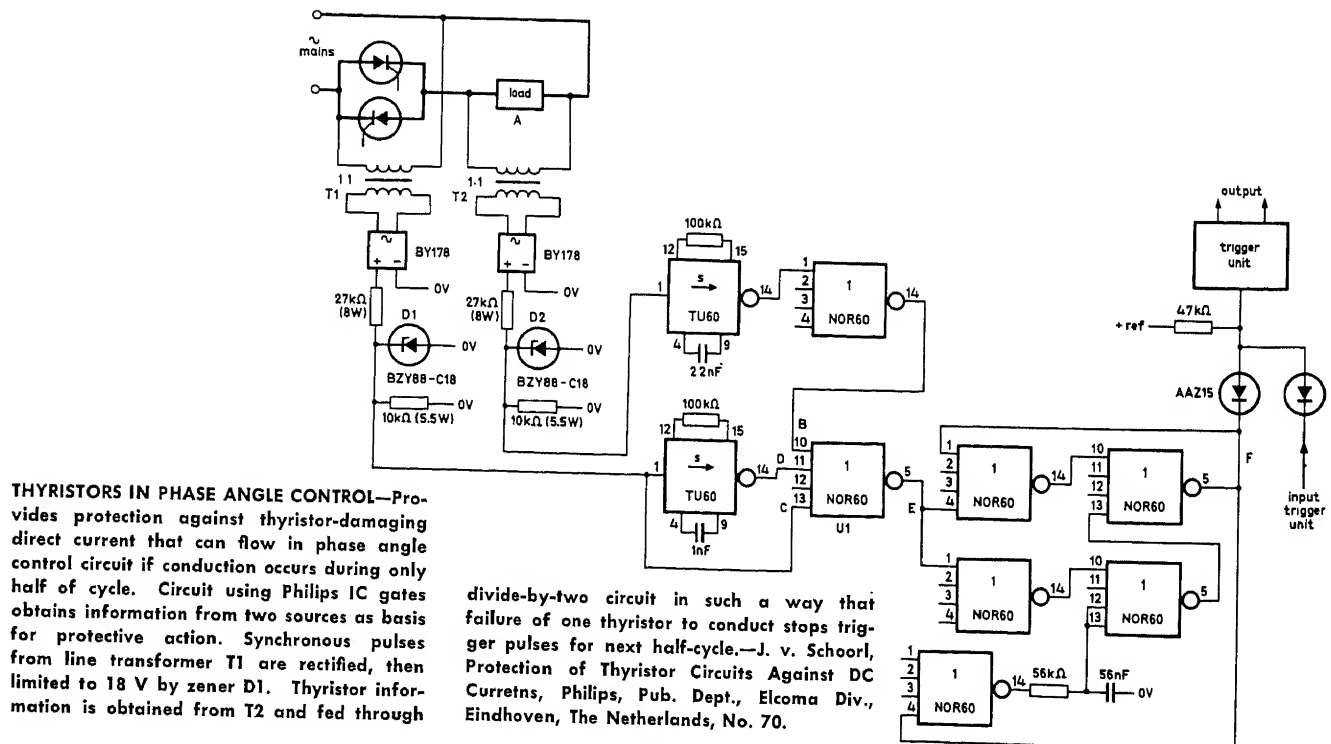 mains
load
A
1 1
T1
1.1
T2
BY178
BY178
0V
0V
27kΩ
(8W)
27kΩ
(8W)
D1
D2
0V
0V
BZY88-C18
BZY88-C18
0V
0V
10kΩ (5.5W)
10kΩ (5.5W)
100kΩ
12
15
1
s
TU60
14
4
9
22nF
1
2
3
4
1
NOR60
14
100kΩ
12
15
1
s
TU60
14
4
9
1nF
B
10
D
11
12
13
C
1
NOR60
U1
5
E
1
2
3
4
1
NOR60
14
10
11
12
13
1
NOR60
5
F
1
2
3
4
1
NOR60
14
10
11
12
13
1
NOR60
5
1
2
3
4
1
NOR60
14
56kΩ
56nF
0V
output
trigger
unit
47kΩ
+ ref
AAZ15
input
trigger
unit
THYRISTORS IN PHASE ANGLE CONTROL—Pro-
vides protection against thyristor-damaging
direct current that can flow in phase angle
control circuit if conduction occurs during only
half of cycle. Circuit using Philips IC gates
obtains information from two sources as basis
for protective action. Synchronous pulses
from line transformer T1 are rectified, then
limited to 18 V by zener D1. Thyristor infor-
mation is obtained from T2 and fed through
divide-by-two circuit in such a way that
failure of one thyristor to conduct stops trig-
ger pulses for next half-cycle.—J. v. Schoorl,
Protection of Thyristor Circuits Against DC
Curretns, Philips, Pub. Dept., Elcoma Div.,
Eindhoven, The Netherlands, No. 70.